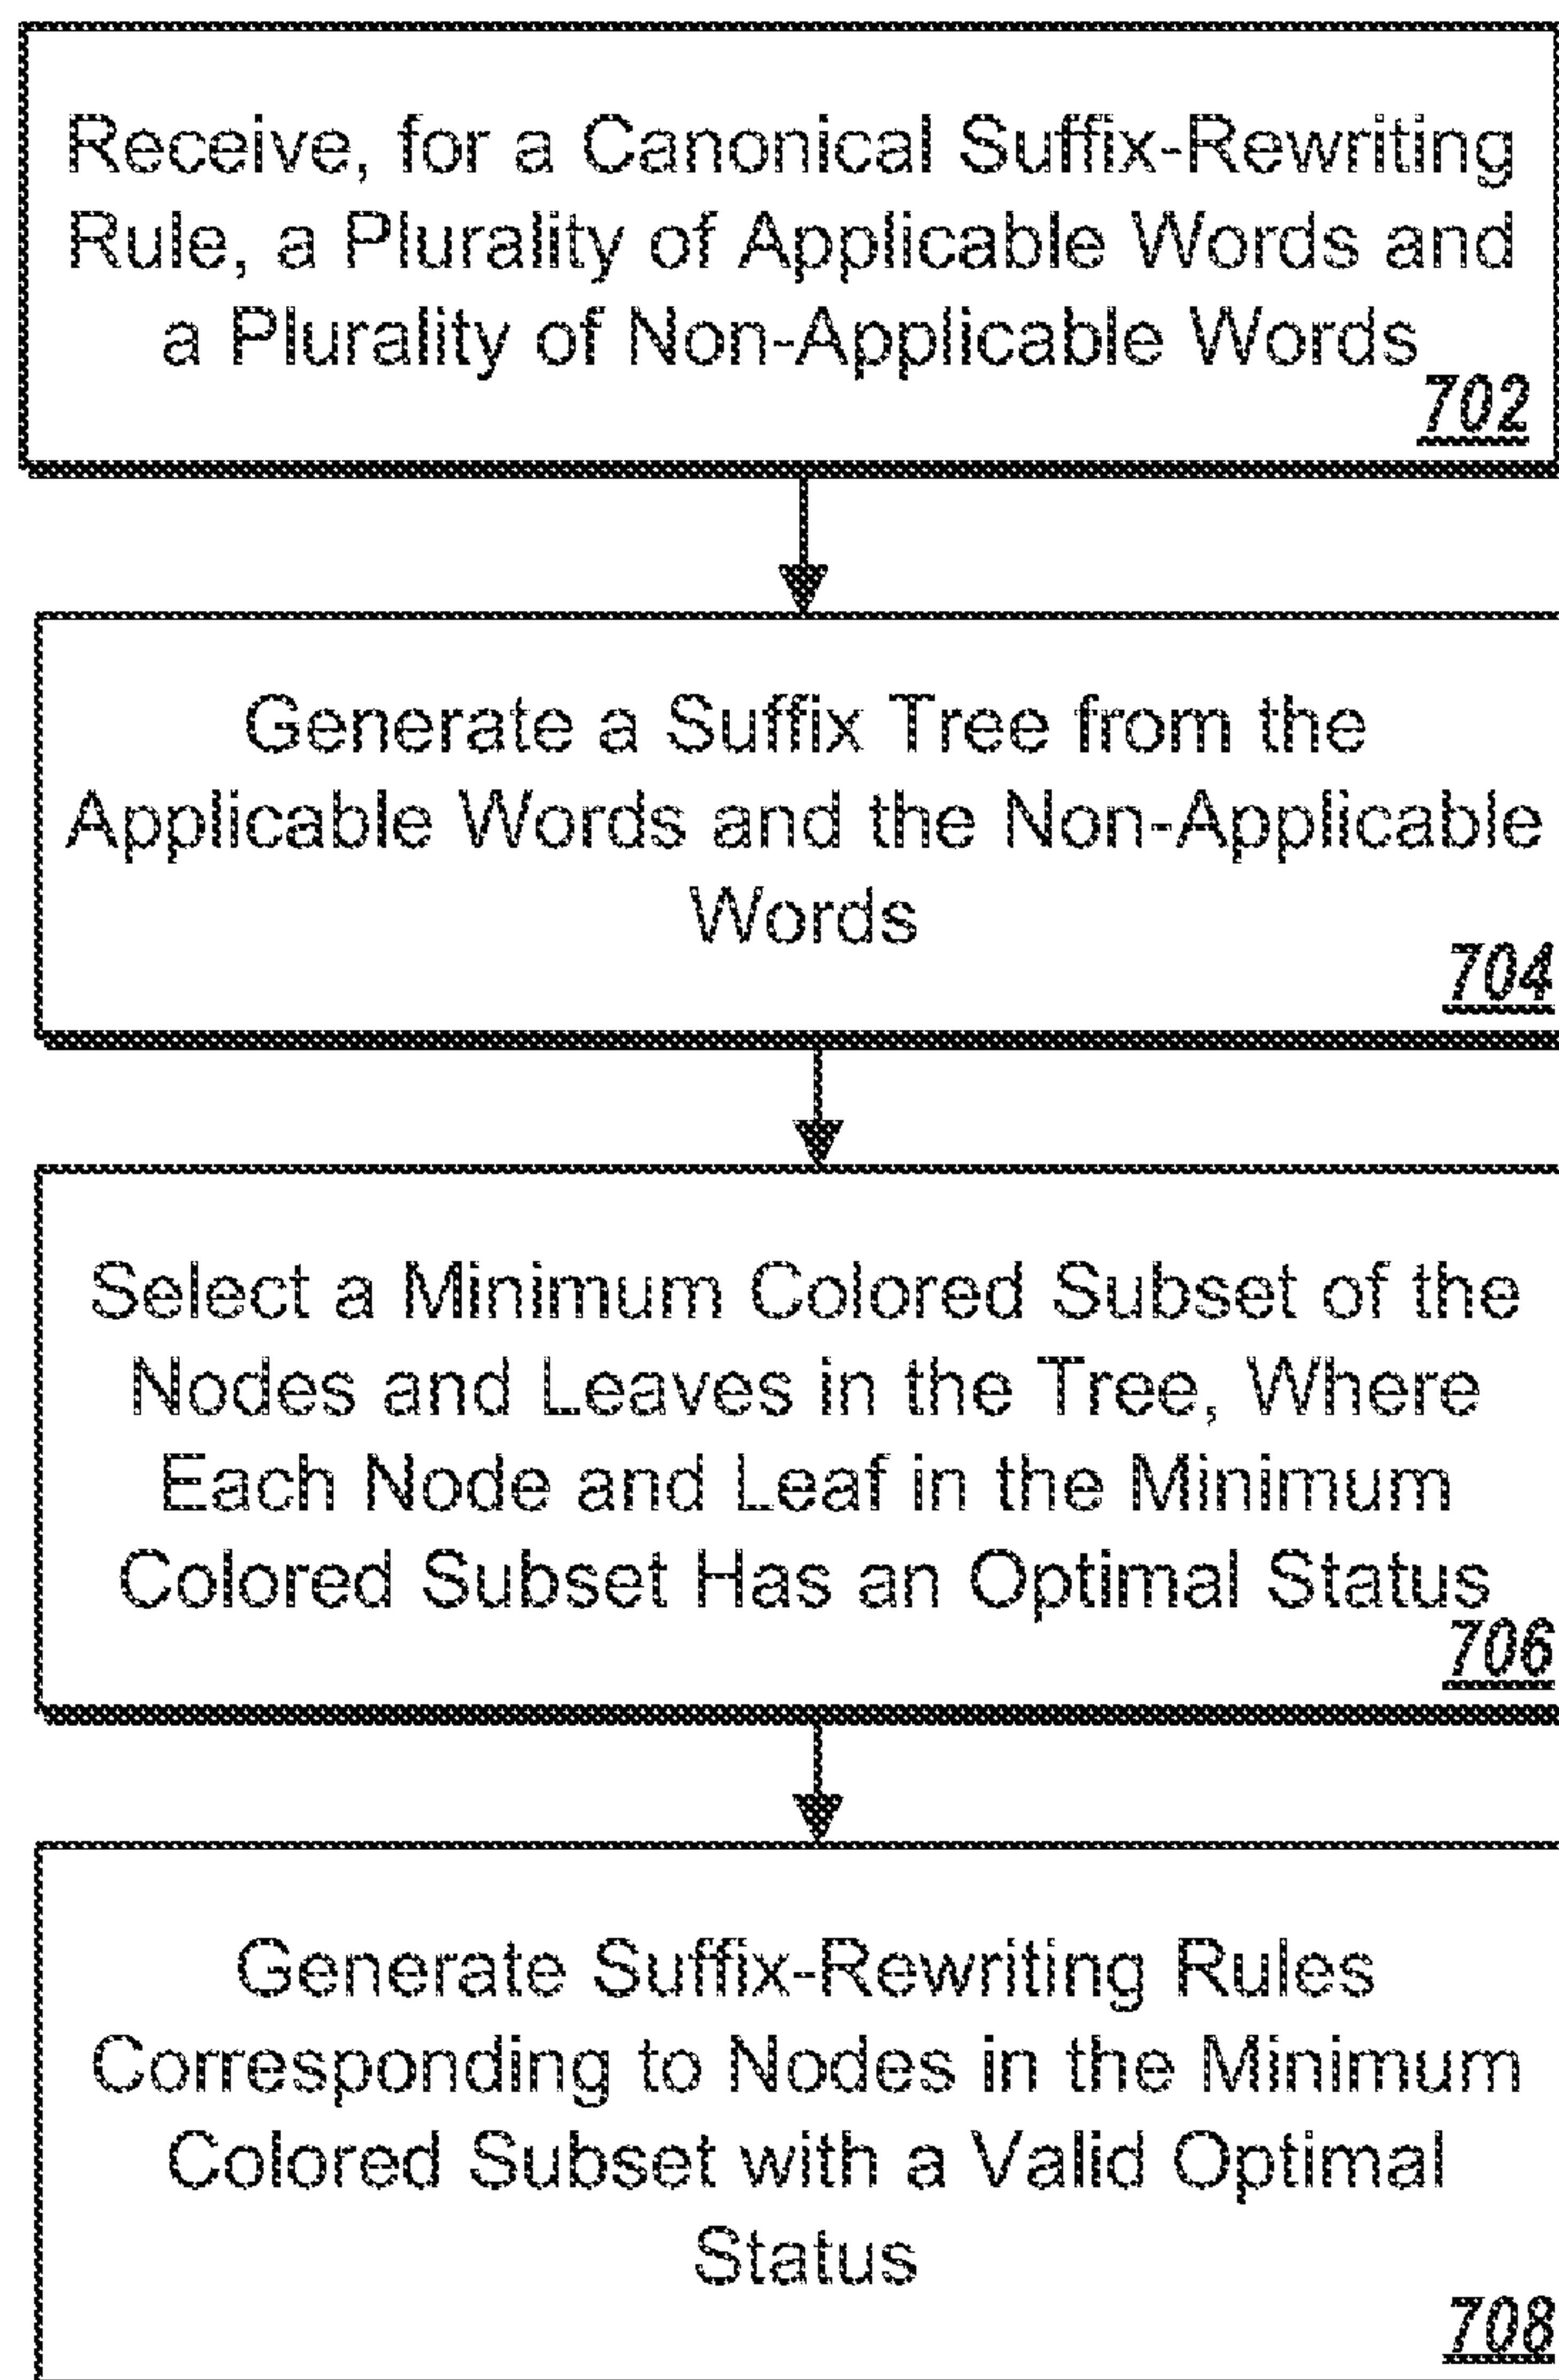 Receive, for a Canonical Suffix-Rewriting
Rule, a Plurality of Applicable Words and
a Plurality of Non-Applicable Words
702
Generate a Suffix Tree from the
Applicable Words and the Non-Applicable
Words
704
Select a Minimum Colored Subset of the
Nodes and Leaves in the Tree, Where
Each Node and Leaf in the Minimum
Colored Subset Has an Optimal Status
706
Generate Suffix-Rewriting Rules
Corresponding to Nodes in the Minimum
Colored Subset with a Valid Optimal
Status
708